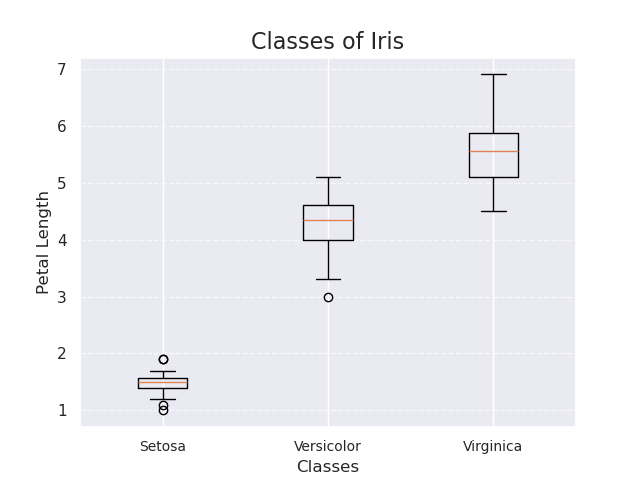 Classes of Iris
7
6
5
4
3
2
1
Petal Length
Setosa Versicolor Virginica
Classes